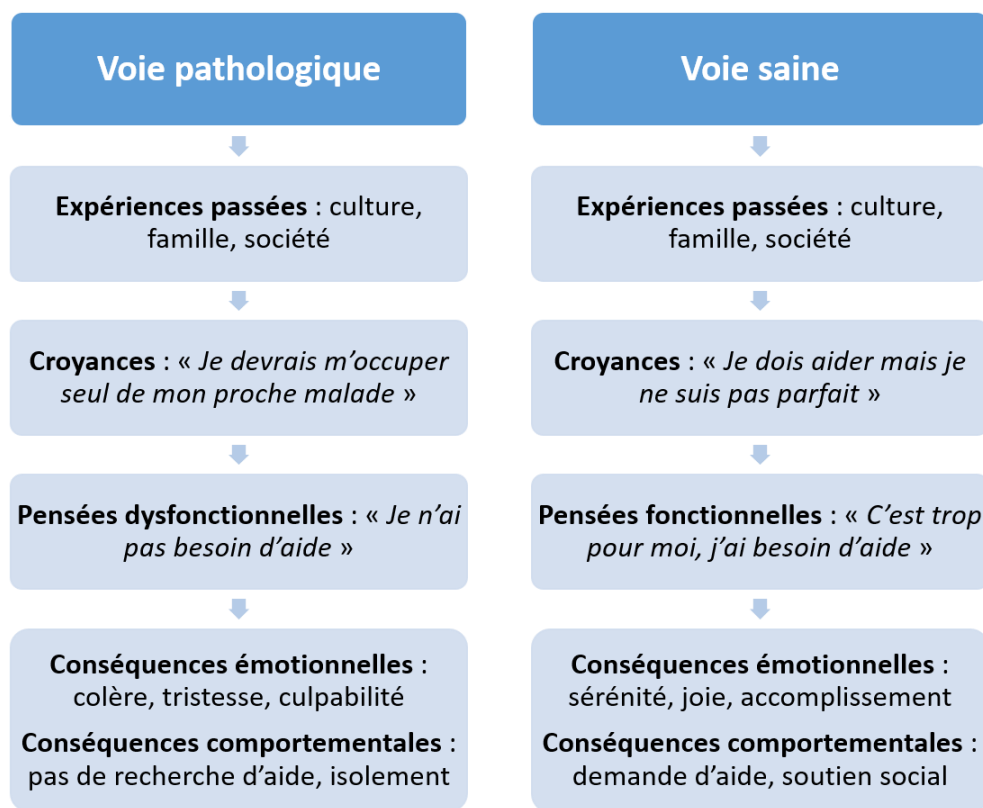 Voie pathologique
Expériences passées : culture,
famille, société
Croyances : « Je devrais m’occuper
seul de mon proche malade »
Pensées dysfonctionnelles : « Je n’ai
pas besoin d’aide »
Conséquences émotionnelles :
colère, tristesse, culpabilité
Conséquences comportementales :
pas de recherche d’aide, isolement
Voie saine
Expériences passées : culture,
famille, société
Croyances : « Je dois aider mais je
ne suis pas parfait »
Pensées fonctionnelles : « C’est trop
pour moi, j’ai besoin d’aide »
Conséquences émotionnelles :
sérénité, joie, accomplissement
Conséquences comportementales :
demande d’aide, soutien social